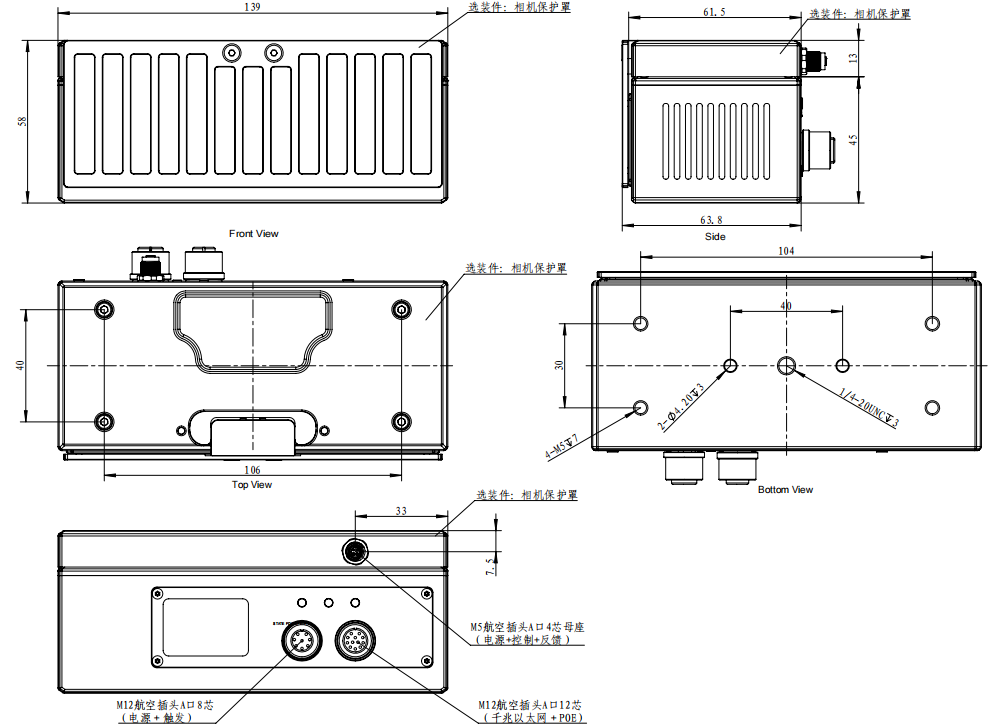 139
选装件: 相机保护罩
58
Front View
61.5
选装件: 相机保护罩
13
45
63.8
Side
选装件: 相机保护罩
40
106
Top View
104
40
30
2-Φ4.20↧3
1/4-20UNC↧3
4-M5↧7
Bottom View
选装件: 相机保护罩
33
7.5
M5航空插头A口4芯母座
(电源+控制+反馈)
M12航空插头A口8芯
(电源+触发)
M12航空插头A口12芯
(千兆以太网+POE)